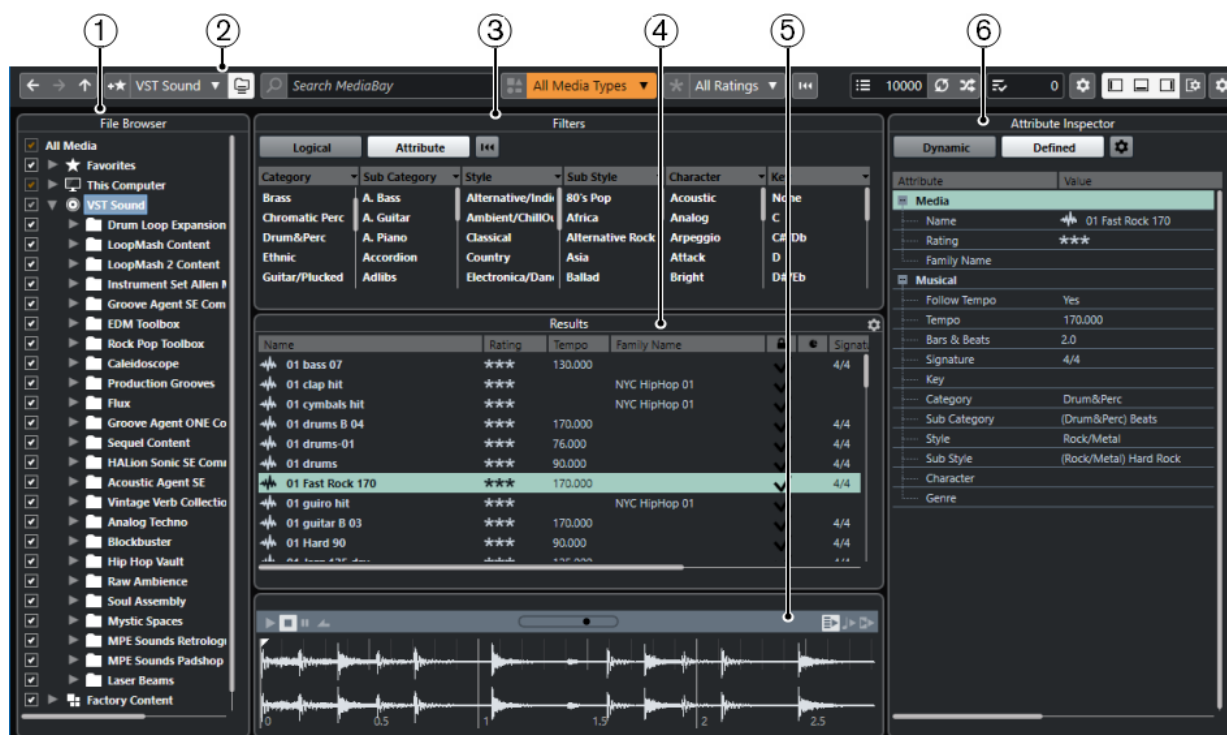 1 2 3 4 5 6
VST Sound Search MediaBay All Media Types All Ratings 10000 0
File Browser
All Media
Favorites
This Computer
VST Sound
Drum Loop Expansion
LoopMash Content
LoopMash 2 Content
Instrument Set Allen
Groove Agent SE Com
EDM Toolbox
Rock Pop Toolbox
Caleidoscope
Production Grooves
Flux
Groove Agent ONE Co
Sequel Content
HALion Sonic SE Com
Acoustic Agent SE
Vintage Verb Collectio
Analog Techno
Blockbuster
Hip Hop Vault
Raw Ambience
Soul Assembly
Mystic Spaces
MPE Sounds Retrolog
MPE Sounds Padshop
Laser Beams
Factory Content
Filters
Logical Attribute
Category Sub Category Style Sub Style Character Key
Brass A. Bass Alternative/Indi 80's Pop Acoustic None
Chromatic Perc A. Guitar Ambient/ChillOu Africa Analog C
Drum&Perc A. Piano Classical Alternative Rock Arpeggio C#/Db
Ethnic Accordion Country Asia Attack D
Guitar/Plucked Adlibs Electronica/Dan Ballad Bright D#/Eb
Results
Name Rating Tempo Family Name Signatu
01 bass 07 *** 130.000 4/4
01 clap hit *** NYC HipHop 01
01 cymbals hit *** NYC HipHop 01
01 drums B 04 *** 170.000 4/4
01 drums-01 *** 76.000 4/4
01 drums *** 90.000 4/4
01 Fast Rock 170 *** 170.000 4/4
01 guiro hit *** NYC HipHop 01
01 guitar B 03 *** 170.000 4/4
01 Hard 90 *** 90.000 4/4
0 0.5 1 1.5 2 2.5
Attribute Inspector
Dynamic Defined
Attribute Value
Media
Name 01 Fast Rock 170
Rating ***
Family Name
Musical
Follow Tempo Yes
Tempo 170.000
Bars & Beats 2.0
Signature 4/4
Key
Category Drum&Perc
Sub Category (Drum&Perc) Beats
Style Rock/Metal
Sub Style (Rock/Metal) Hard Rock
Character
Genre